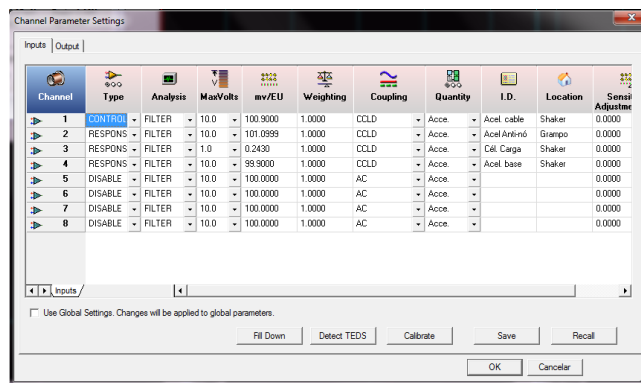 Channel Parameter Settings
Inputs Output
Channel Type Analysis MaxVolts mv/EU Weighting Coupling Quantity I.D. Location Sensi
Adjustme
1 CONTROL FILTER 10.0 100.9000 1.0000 CCLD Acce. Acel. cable Shaker 0.0000
2 RESPONS FILTER 10.0 101.0999 1.0000 CCLD Acce. Acel Anti-nó Grampo 0.0000
3 RESPONS FILTER 1.0 0.2430 1.0000 CCLD Acce. Cél. Carga Shaker 0.0000
4 RESPONS FILTER 10.0 99.9000 1.0000 CCLD Acce. Acel. base Shaker 0.0000
5 DISABLE FILTER 10.0 100.0000 1.0000 AC Acce. 0.0000
6 DISABLE FILTER 10.0 100.0000 1.0000 AC Acce. 0.0000
7 DISABLE FILTER 10.0 100.0000 1.0000 AC Acce. 0.0000
8 DISABLE FILTER 10.0 100.0000 1.0000 AC Acce. 0.0000
Inputs
Use Global Settings. Changes will be applied to global parameters.
Fill Down Detect TEDS Calibrate Save Recall
OK Cancelar